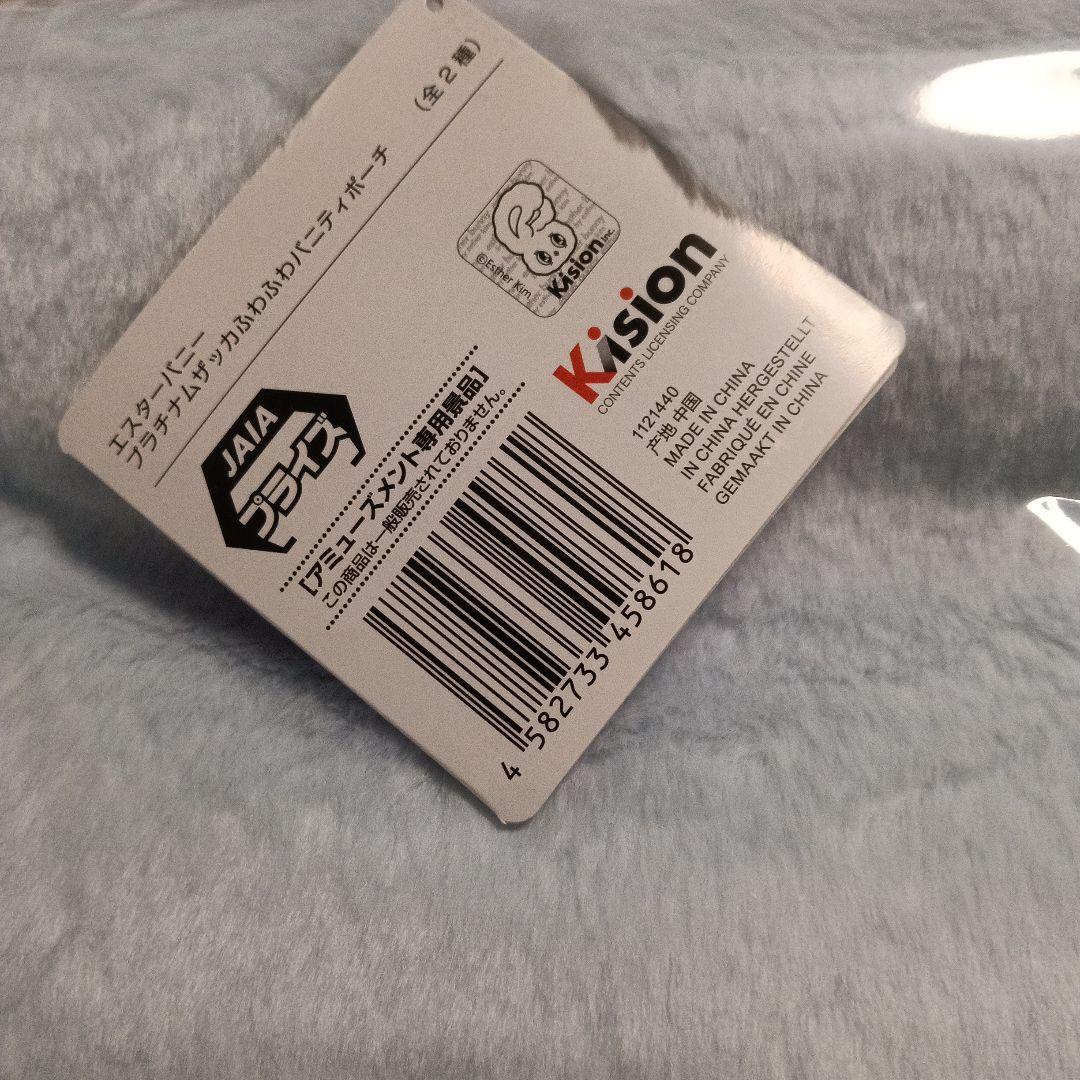 エスターバニー
プラチナムザッカふわふわバニティポーチ (全2種)
JAIA
プライズ
【アミューズメント専用景品】
この商品は一般販売されておりません。
4 582733 458618
©Esther Kim
Kiision Inc.
Kiision
CONTENTS LICENSING COMPANY
1121440
产地 中国
MADE IN CHINA
IN CHINA HERGESTELLT
FABRIQUÉ EN CHINE
GEMAAKT IN CHINA